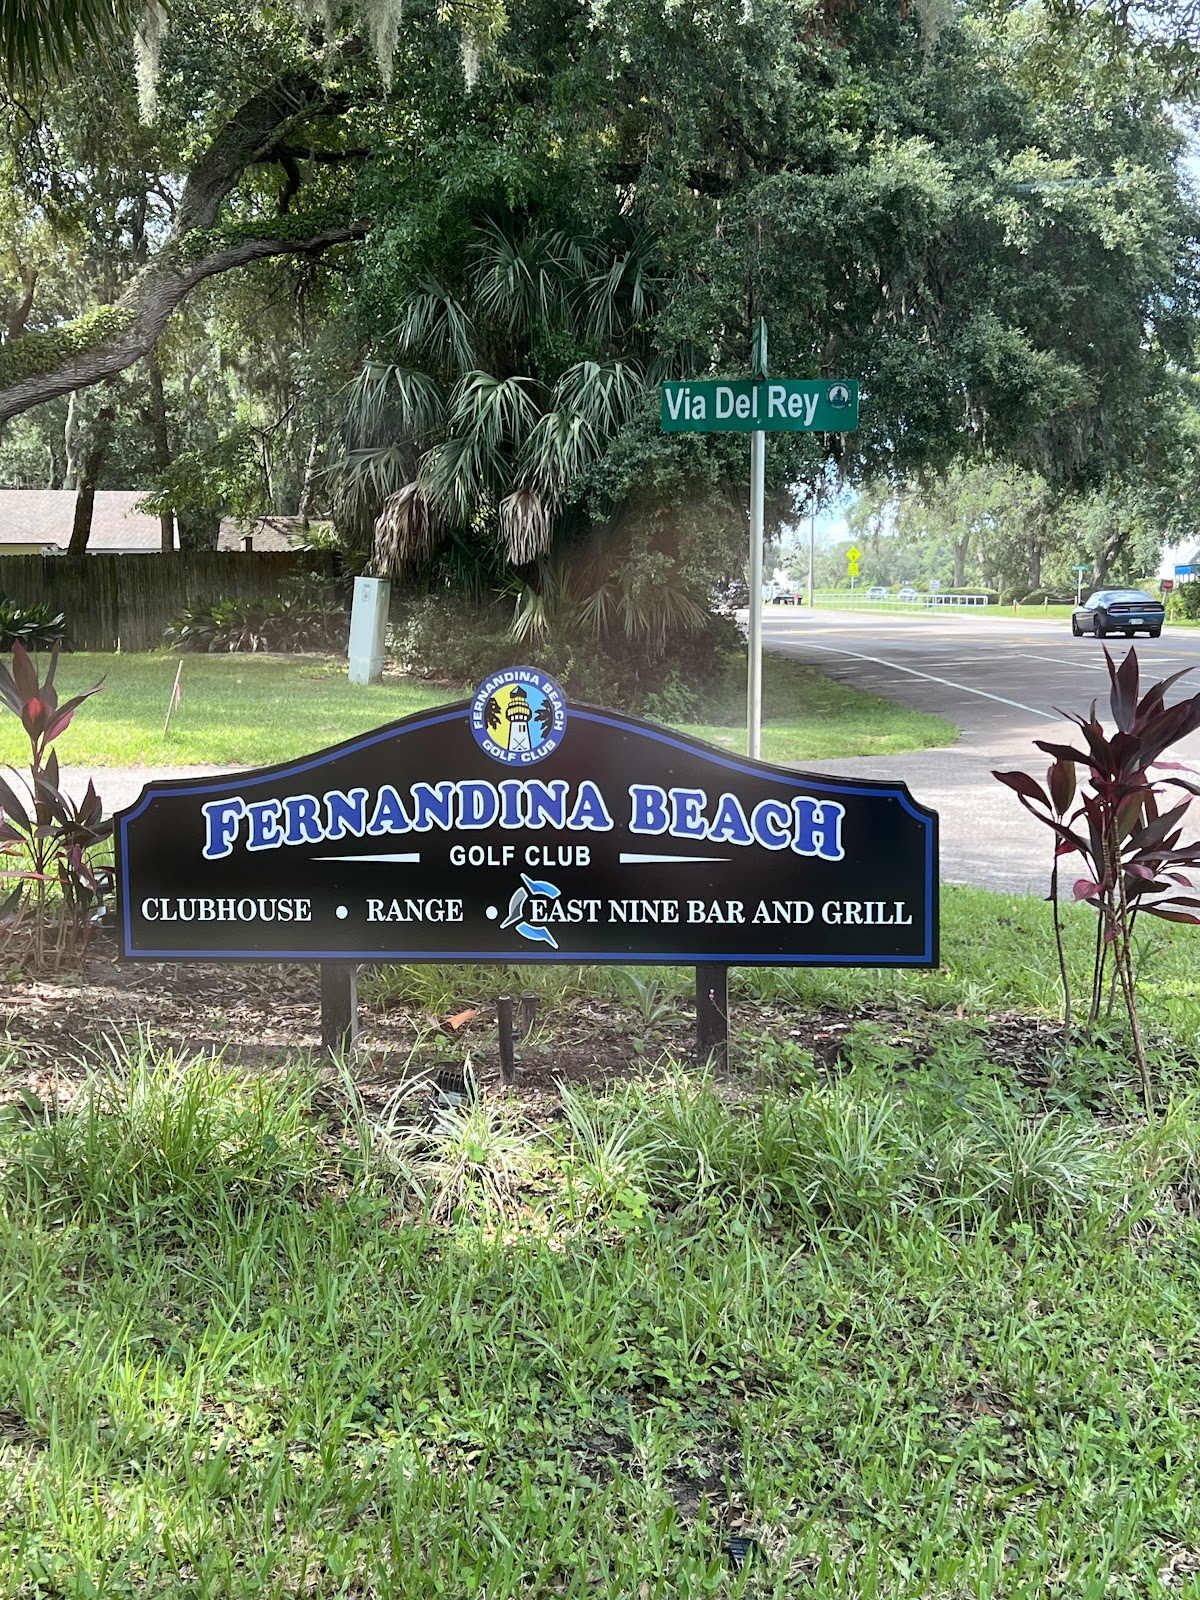 Via Del Rey
FERNANDINA BEACH
GOLF CLUB
FERNANDINA BEACH
GOLF CLUB
CLUBHOUSE • RANGE • EAST NINE BAR AND GRILL